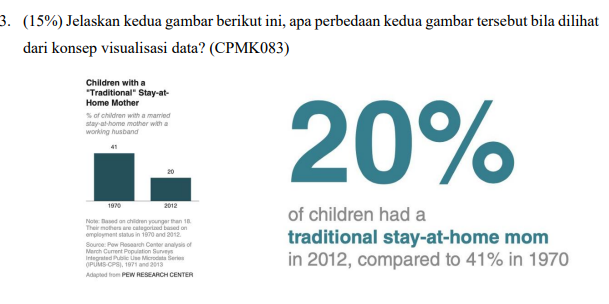 3. (15%) Jelaskan kedua gambar berikut ini, apa perbedaan kedua gambar tersebut bila dilihat
dari konsep visualisasi data? (CPMK083)
Children with a
"Traditional" Stay-at-
Home Mother
% of children with a married
stay-at-home mother with a
working husband
41
20
1970 2012
Note: Based on children younger than 18.
Their mothers are categorized based on
employment status in 1970 and 2012.
Source: Pew Research Center analysis of
March Current Population Surveys
Integrated Public Use Microdata Series
(IPUMS-CPS), 1971 and 2013
Adapted from PEW RESEARCH CENTER
20%
of children had a
traditional stay-at-home mom
in 2012, compared to 41% in 1970